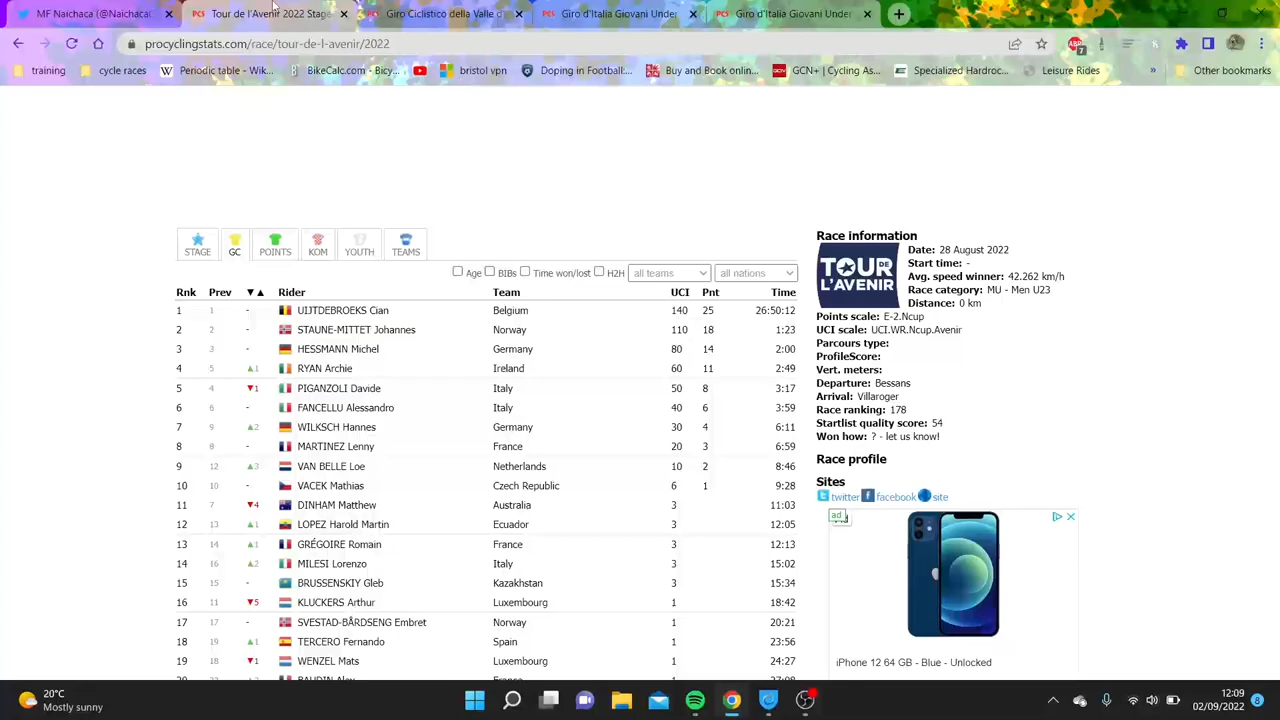 MF Achaicha (@Naichaca
Tour de l'Avenir 2022 Stage
Giro Ciclistico della Valle d'
Giro d'Italia Giovani Under
Giro d'Italia Giovani Under
procyclingstats.com/race/tour-de-l-avenir/2022
7
training
cycle races
Periodic table - Wik...
BikeCalc.com - Bicy...
bristol vpn
Doping in Football:...
Buy and Book onlin...
GCN+ | Cycling As...
Specialized Hardroc...
Leisure Rides
»
Other bookmarks
STAGE
GC
POINTS
KOM
YOUTH
TEAMS
Age BIBs Time won/lost H2H all teams all nations
Rnk Prev ▼▲ Rider Team UCI Pnt Time
1 1 - UIJTDEBROEKS Cian Belgium 140 25 26:50:12
2 2 - STAUNE-MITTET Johannes Norway 110 18 1:23
3 3 - HESSMANN Michel Germany 80 14 2:00
4 5 ▲1 RYAN Archie Ireland 60 11 2:49
5 4 ▼1 PIGANZOLI Davide Italy 50 8 3:17
6 6 - FANCELLU Alessandro Italy 40 6 3:59
7 9 ▲2 WILKSCH Hannes Germany 30 4 6:11
8 8 - MARTINEZ Lenny France 20 3 6:59
9 12 ▲3 VAN BELLE Loe Netherlands 10 2 8:46
10 10 - VACEK Mathias Czech Republic 6 1 9:28
11 7 ▼4 DINHAM Matthew Australia 3 11:03
12 13 ▲1 LOPEZ Harold Martin Ecuador 3 12:05
13 14 ▲1 GRÉGOIRE Romain France 3 12:13
14 16 ▲2 MILESI Lorenzo Italy 3 15:02
15 15 - BRUSSENSKIY Gleb Kazakhstan 3 15:34
16 11 ▼5 KLUCKERS Arthur Luxembourg 1 18:42
17 17 - SVESTAD-BÅRDSENG Embret Norway 1 20:21
18 19 ▲1 TERCERO Fernando Spain 1 23:56
19 18 ▼1 WENZEL Mats Luxembourg 1 24:27
Race information
TOUR DE
L'AVENIR
Date: 28 August 2022
Start time: -
Avg. speed winner: 42.262 km/h
Race category: MU - Men U23
Distance: 0 km
Points scale: E-2.Ncup
UCI scale: UCI.WR.Ncup.Avenir
Parcours type:
ProfileScore:
Vert. meters:
Departure: Bessans
Arrival: Villaroger
Race ranking: 178
Startlist quality score: 54
Won how: ? - let us know!
Race profile
Sites
twitter facebook site
ad
iPhone 12 64 GB - Blue - Unlocked
20°C
Mostly sunny
12:09
02/09/2022
8